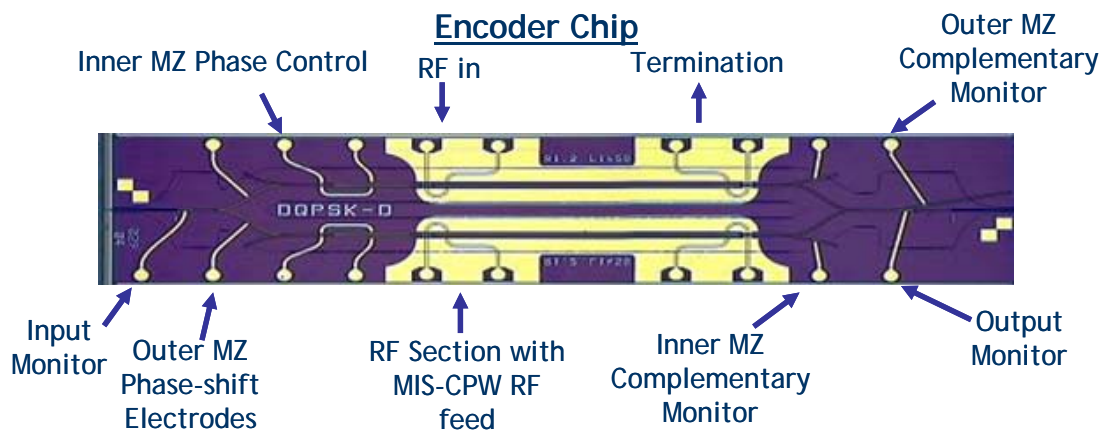 Encoder Chip
Inner MZ Phase Control
RF in
Termination
Outer MZ
Complementary
Monitor
DQPSK-D
Input
Monitor
Outer MZ
Phase-shift
Electrodes
RF Section with
MIS-CPW RF
feed
Inner MZ
Complementary
Monitor
Output
Monitor